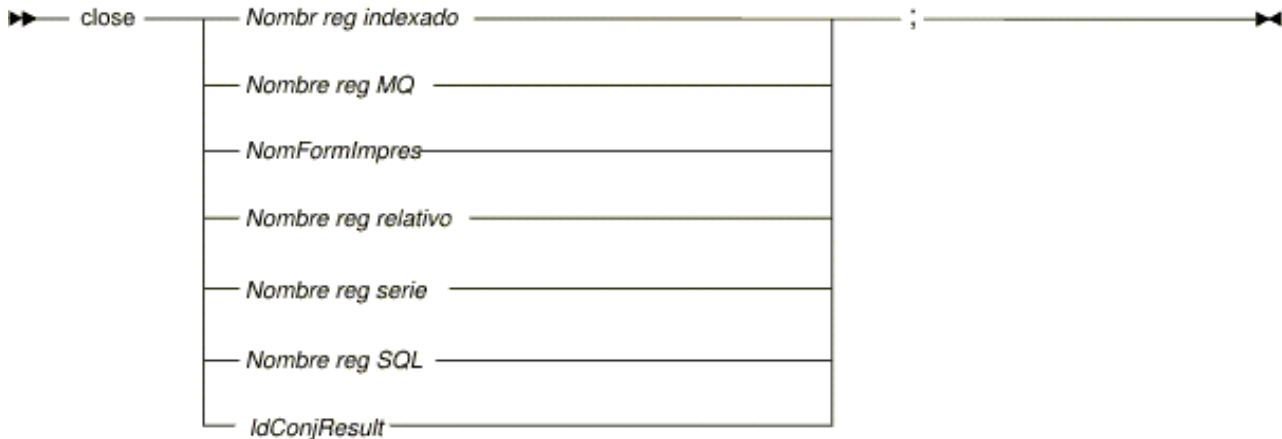 close Nombr reg indexado ;
Nombre reg MQ
NomFormImpres
Nombre reg relativo
Nombre reg serie
Nombre reg SQL
IdConjResult